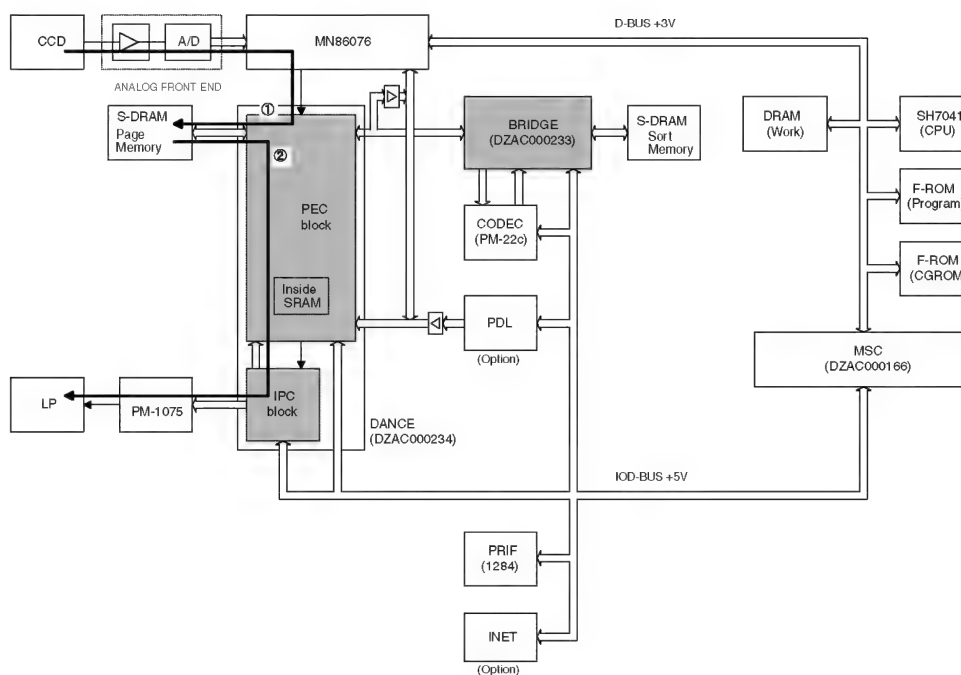 D-BUS +3V
CCD
A/D
MN86076
ANALOG FRONT END
①
S-DRAM
Page
Memory
②
BRIDGE
(DZAC000233)
S-DRAM
Sort
Memory
DRAM
(Work)
SH7041
(CPU)
PEC
block
CODEC
(PM-22c)
F-ROM
(Program)
F-ROM
(CGROM)
Inside
SRAM
PDL
(Option)
MSC
(DZAC000166)
LP
PM-1075
IPC
block
DANCE
(DZAC000234)
IOD-BUS +5V
PRIF
(1284)
INET
(Option)